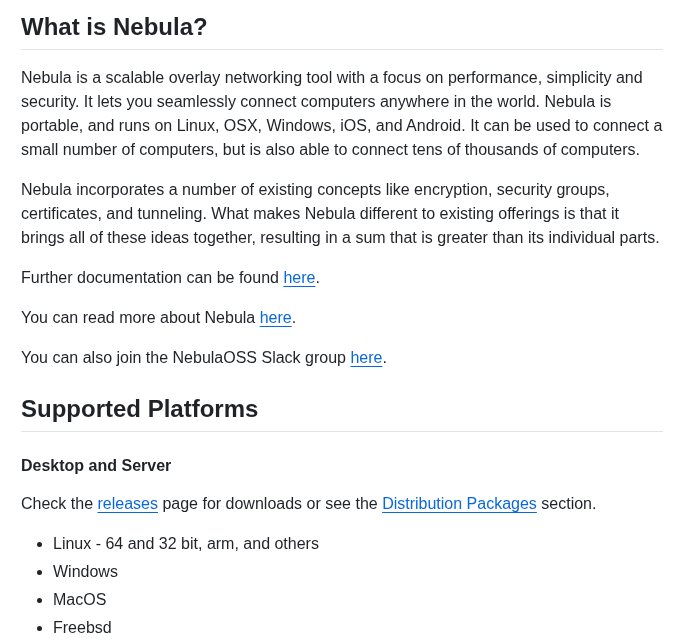 What is Nebula?
Nebula is a scalable overlay networking tool with a focus on performance, simplicity and
security. It lets you seamlessly connect computers anywhere in the world. Nebula is
portable, and runs on Linux, OSX, Windows, iOS, and Android. It can be used to connect a
small number of computers, but is also able to connect tens of thousands of computers.
Nebula incorporates a number of existing concepts like encryption, security groups,
certificates, and tunneling. What makes Nebula different to existing offerings is that it
brings all of these ideas together, resulting in a sum that is greater than its individual parts.
Further documentation can be found here.
You can read more about Nebula here.
You can also join the NebulaOSS Slack group here.
Supported Platforms
Desktop and Server
Check the releases page for downloads or see the Distribution Packages section.
• Linux - 64 and 32 bit, arm, and others
• Windows
• MacOS
• Freebsd